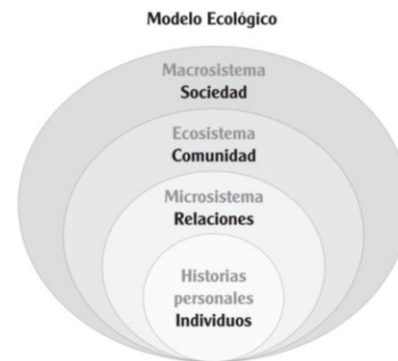 Modelo Ecológico
Macrosistema
Sociedad
Ecosistema
Comunidad
Microsistema
Relaciones
Historias
personales
Individuos